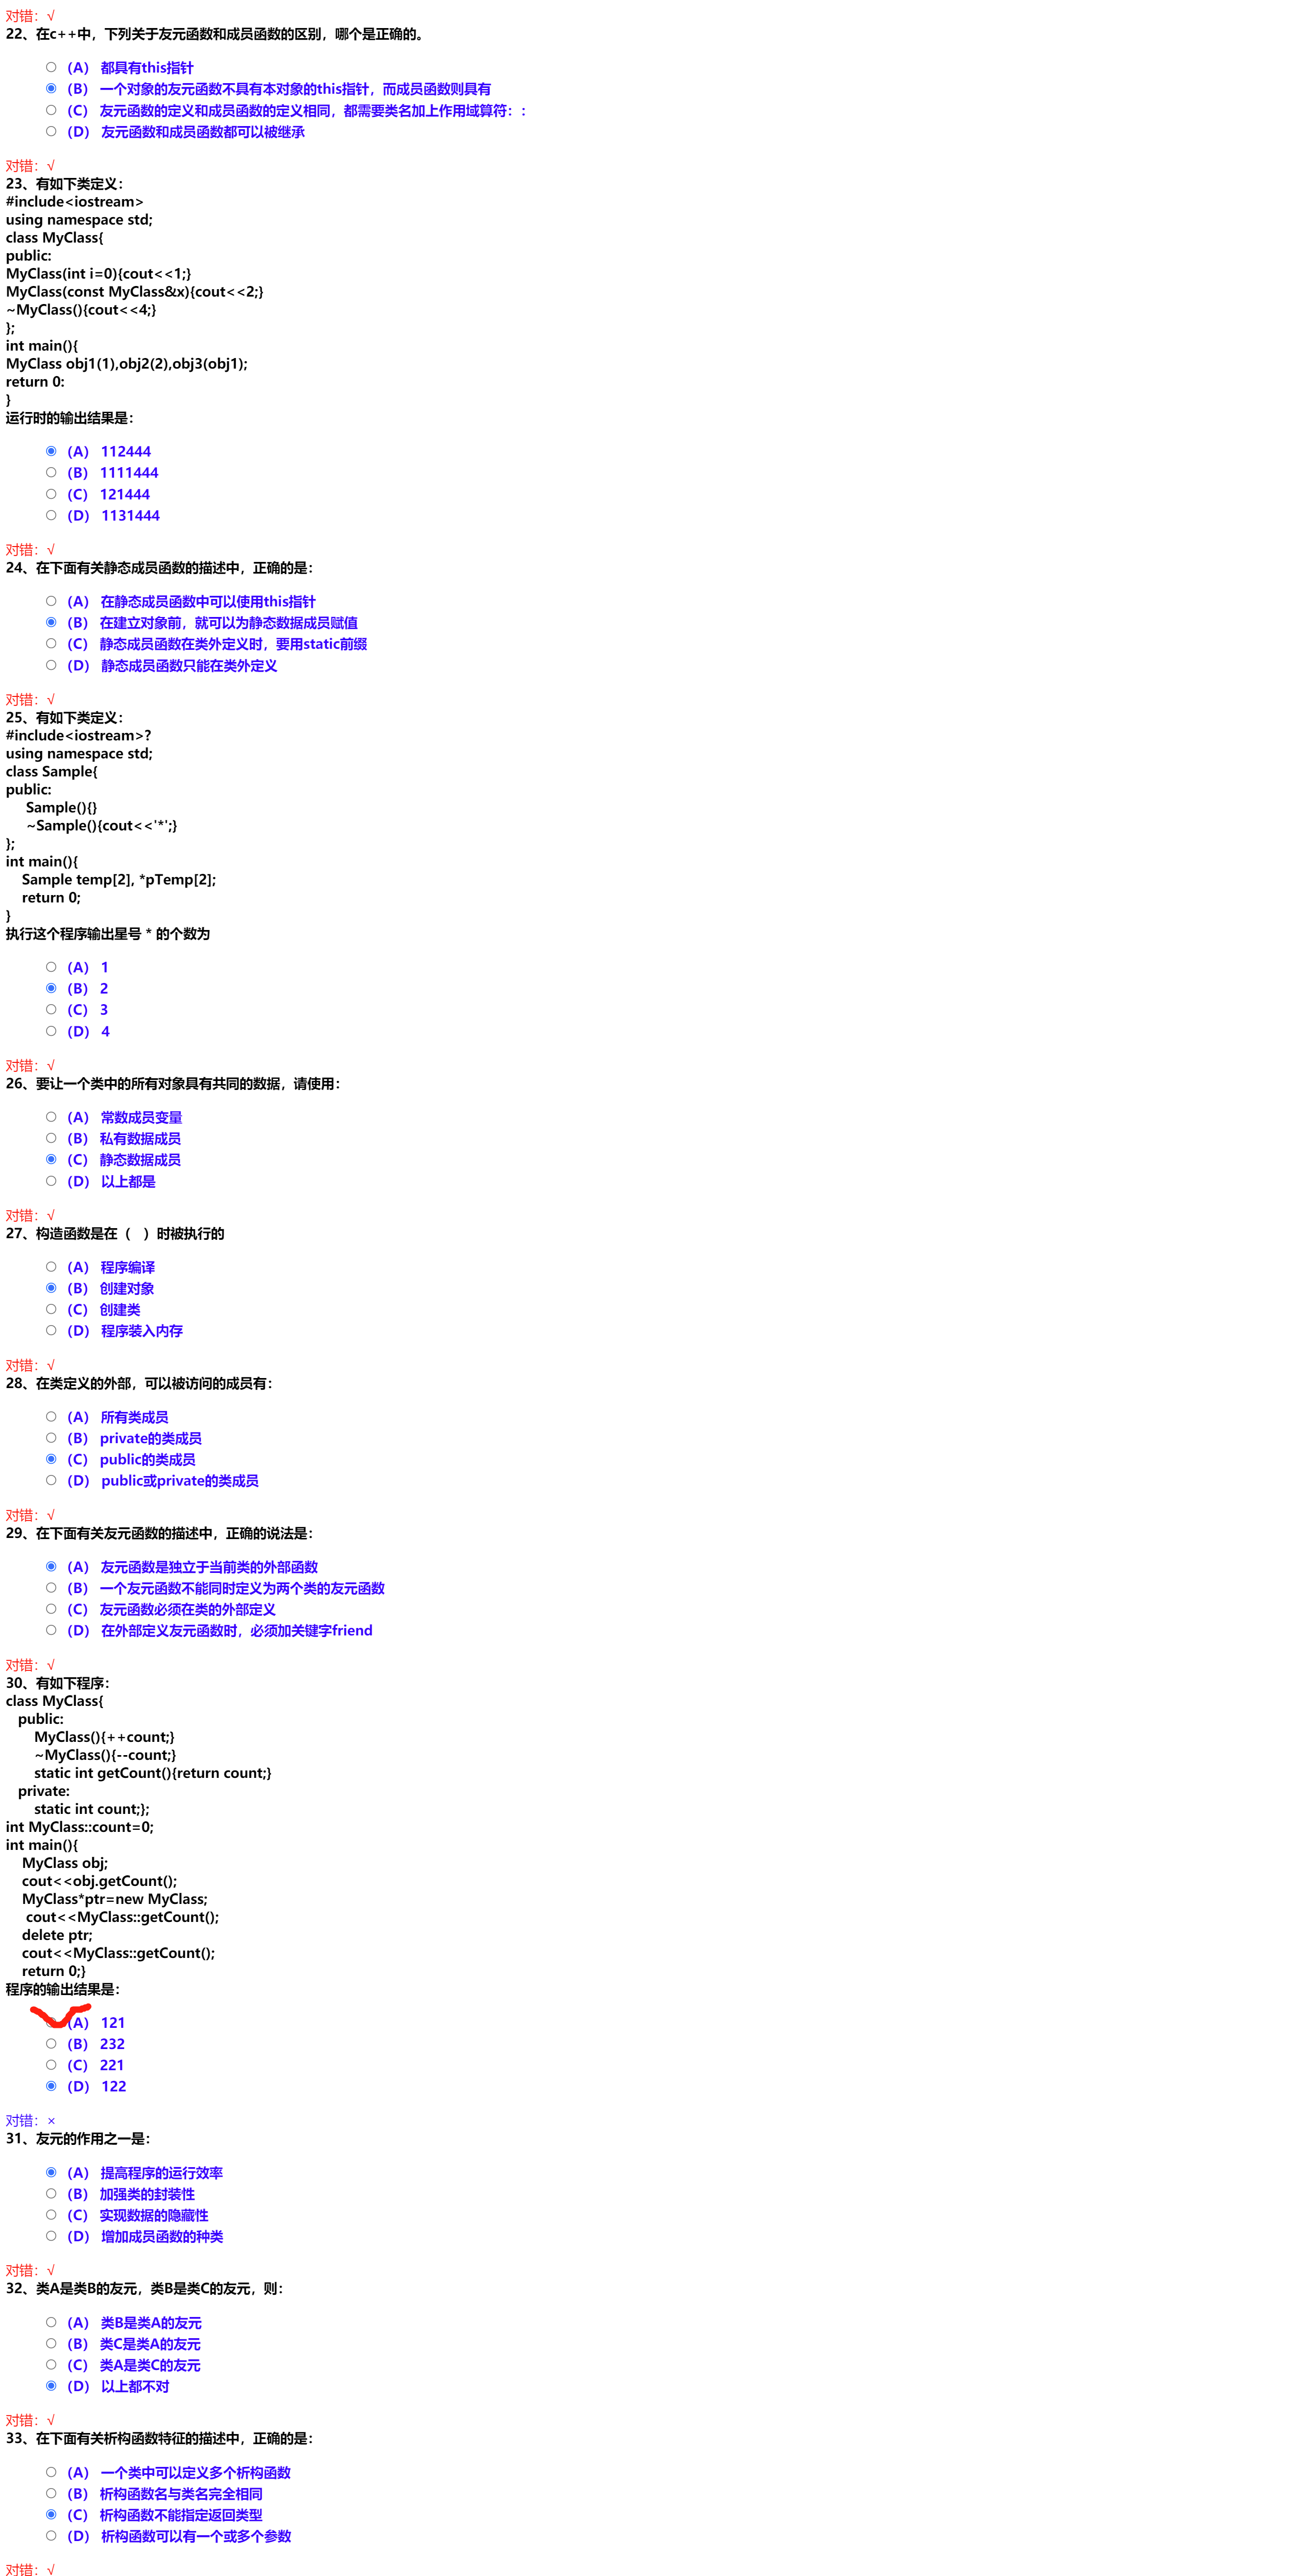 对错：√
22、在c++中，下列关于友元函数和成员函数的区别，哪个是正确的。
（A） 都具有this指针
（B） 一个对象的友元函数不具有本对象的this指针，而成员函数则具有
（C） 友元函数的定义和成员函数的定义相同，都需要类名加上作用域算符：：
（D） 友元函数和成员函数都可以被继承
对错：√
23、有如下类定义：
#include<iostream>
using namespace std;
class MyClass{
public:
MyClass(int i=0){cout<<1;}
MyClass(const MyClass&x){cout<<2;}
~MyClass(){cout<<4;}
};
int main(){
MyClass obj1(1),obj2(2),obj3(obj1);
return 0:
}
运行时的输出结果是：
（A） 112444
（B） 1111444
（C） 121444
（D） 1131444
对错：√
24、在下面有关静态成员函数的描述中，正确的是：
（A） 在静态成员函数中可以使用this指针
（B） 在建立对象前，就可以为静态数据成员赋值
（C） 静态成员函数在类外定义时，要用static前缀
（D） 静态成员函数只能在类外定义
对错：√
25、有如下类定义：
#include<iostream>?
using namespace std;
class Sample{
public:
Sample(){}
~Sample(){cout<<'*';}
};
int main(){
Sample temp[2], *pTemp[2];
return 0;
}
执行这个程序输出星号 * 的个数为
（A） 1
（B） 2
（C） 3
（D） 4
对错：√
26、要让一个类中的所有对象具有共同的数据，请使用：
（A） 常数成员变量
（B） 私有数据成员
（C） 静态数据成员
（D） 以上都是
对错：√
27、构造函数是在（ ）时被执行的
（A） 程序编译
（B） 创建对象
（C） 创建类
（D） 程序装入内存
对错：√
28、在类定义的外部，可以被访问的成员有：
（A） 所有类成员
（B） private的类成员
（C） public的类成员
（D） public或private的类成员
对错：√
29、在下面有关友元函数的描述中，正确的说法是：
（A） 友元函数是独立于当前类的外部函数
（B） 一个友元函数不能同时定义为两个类的友元函数
（C） 友元函数必须在类的外部定义
（D） 在外部定义友元函数时，必须加关键字friend
对错：√
30、有如下程序：
class MyClass{
public:
MyClass(){++count;}
~MyClass(){--count;}
static int getCount(){return count;}
private:
static int count;};
int MyClass::count=0;
int main(){
MyClass obj;
cout<<obj.getCount();
MyClass*ptr=new MyClass;
cout<<MyClass::getCount();
delete ptr;
cout<<MyClass::getCount();
return 0;}
程序的输出结果是：
（A） 121
（B） 232
（C） 221
（D） 122
对错：×
31、友元的作用之一是：
（A） 提高程序的运行效率
（B） 加强类的封装性
（C） 实现数据的隐藏性
（D） 增加成员函数的种类
对错：√
32、类A是类B的友元，类B是类C的友元，则：
（A） 类B是类A的友元
（B） 类C是类A的友元
（C） 类A是类C的友元
（D） 以上都不对
对错：√
33、在下面有关析构函数特征的描述中，正确的是：
（A） 一个类中可以定义多个析构函数
（B） 析构函数名与类名完全相同
（C） 析构函数不能指定返回类型
（D） 析构函数可以有一个或多个参数
对错：√